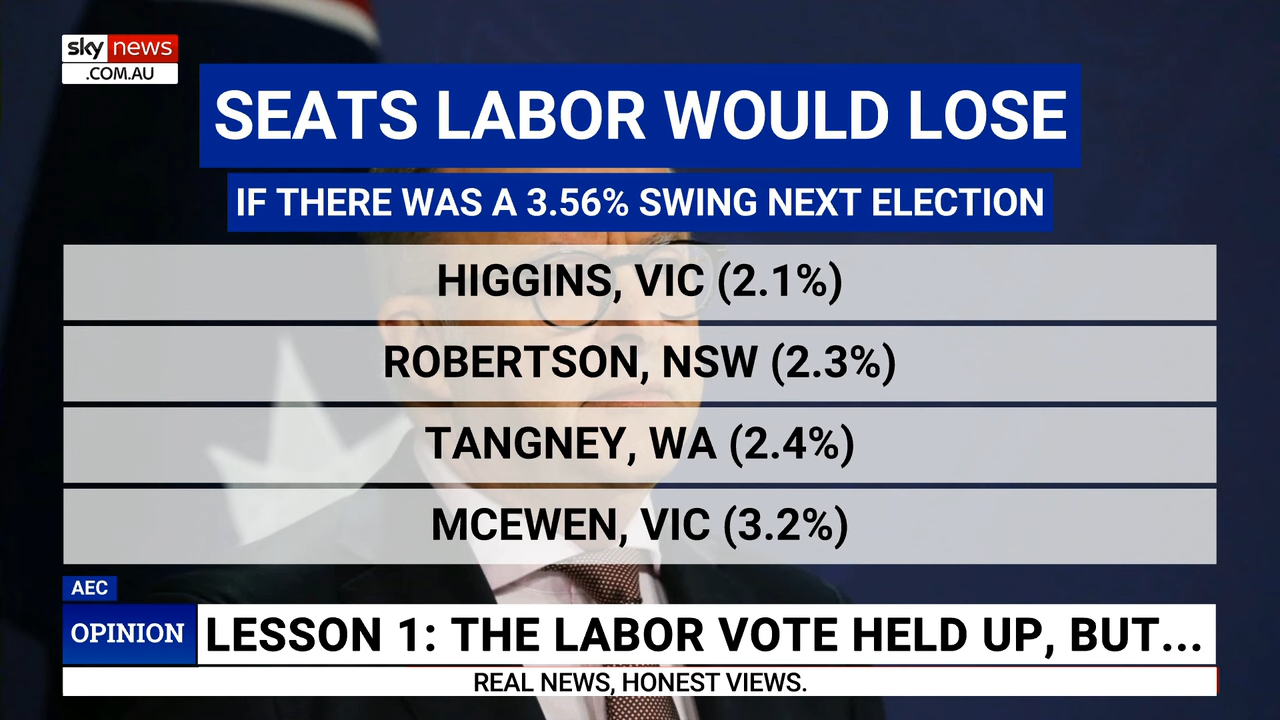 sky news
.COM.AU
SEATS LABOR WOULD LOSE
IF THERE WAS A 3.56% SWING NEXT ELECTION
HIGGINS, VIC (2.1%)
ROBERTSON, NSW (2.3%)
TANGNEY, WA (2.4%)
MCEWEN, VIC (3.2%)
AEC
OPINION LESSON 1: THE LABOR VOTE HELD UP, BUT...
REAL NEWS, HONEST VIEWS.